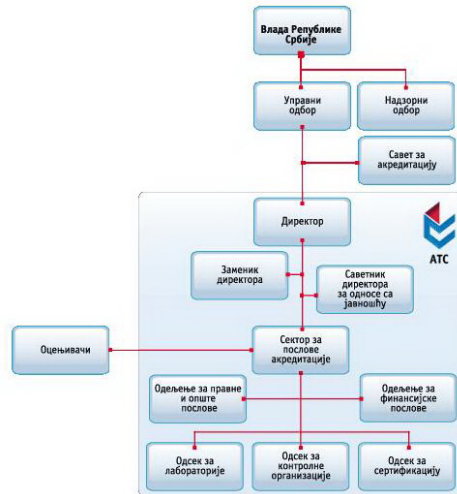 Влада Републике
Србије
Управни
одбор
Надзорни
одбор
Савет за
акредитацију
Директор
АТС
Заменик
директора
Саветник
директора
за односе са
јавношћу
Оцењивачи
Сектор за
послове
акредитације
Одељење за правне
и опште
послове
Одељење за
финансијске
послове
Одсек за
лабораторије
Одсек за
контролне
организације
Одсек за
сертификацију